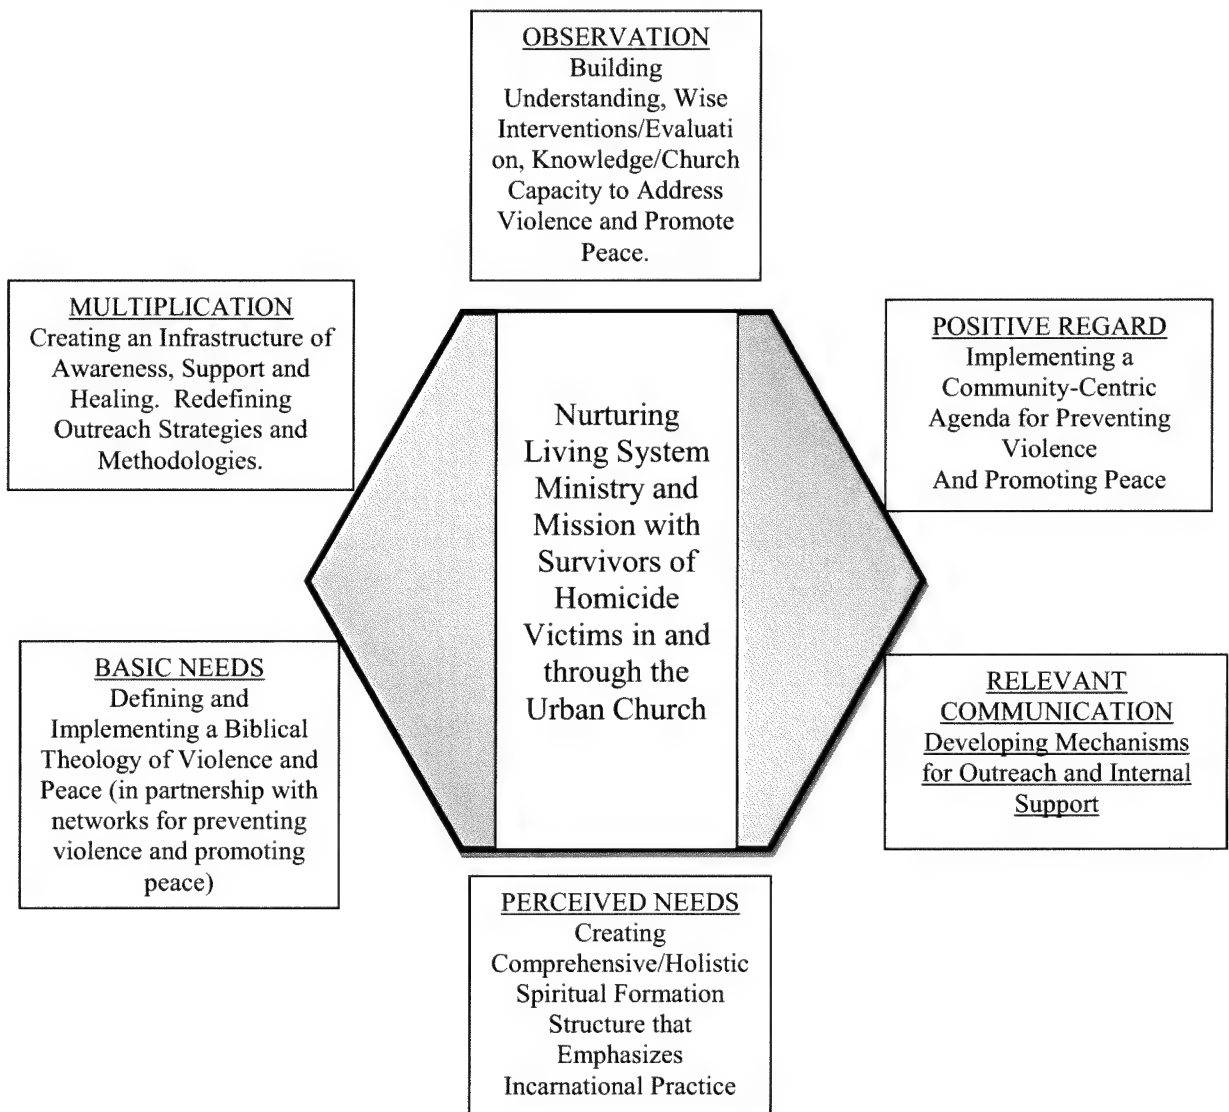 OBSERVATION
Building
Understanding, Wise
Interventions/Evaluati
on, Knowledge/Church
Capacity to Address
Violence and Promote
Peace.
MULTIPLICATION
Creating an Infrastructure of
Awareness, Support and
Healing. Redefining
Outreach Strategies and
Methodologies.
POSITIVE REGARD
Implementing a
Community-Centric
Agenda for Preventing
Violence
And Promoting Peace
Nurturing
Living System
Ministry and
Mission with
Survivors of
Homicide
Victims in and
through the
Urban Church
BASIC NEEDS
Defining and
Implementing a Biblical
Theology of Violence and
Peace (in partnership with
networks for preventing
violence and promoting
peace)
RELEVANT
COMMUNICATION
Developing Mechanisms
for Outreach and Internal
Support
PERCEIVED NEEDS
Creating
Comprehensive/Holistic
Spiritual Formation
Structure that
Emphasizes
Incarnational Practice